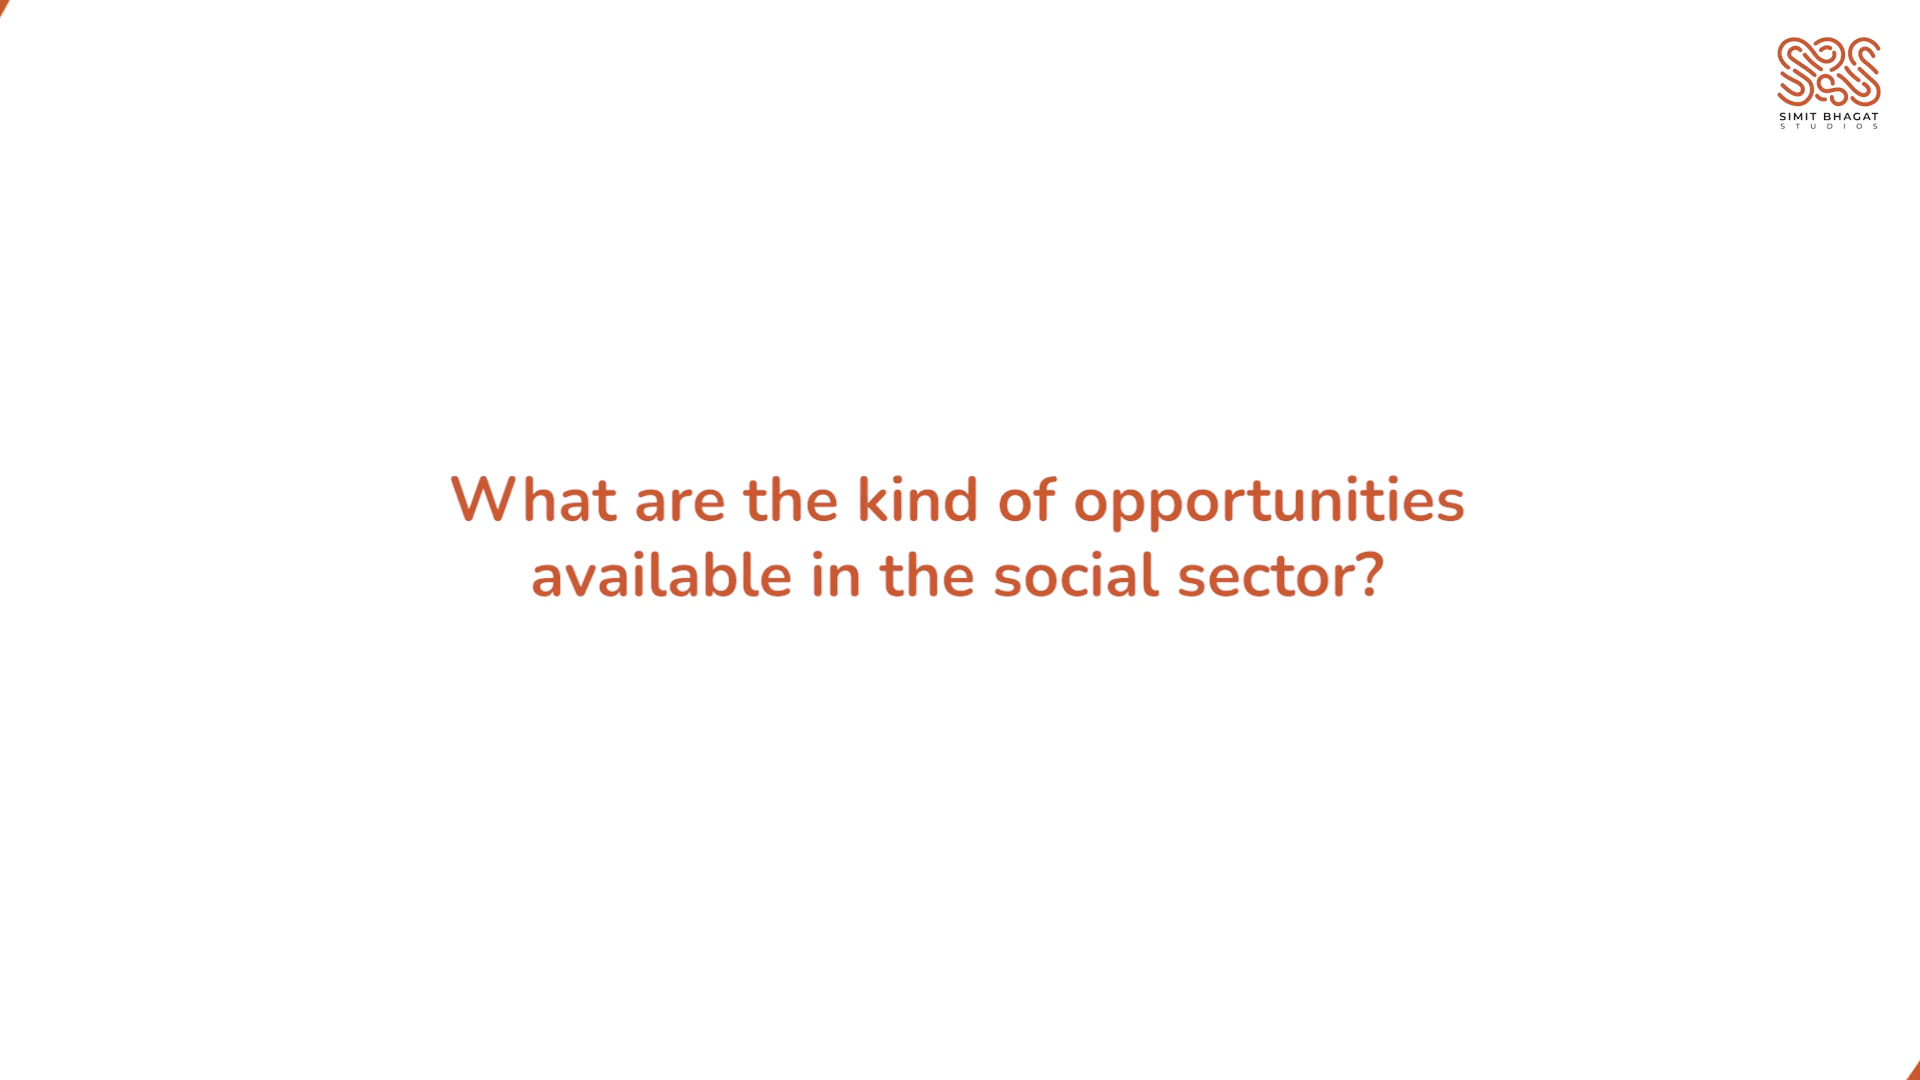 SIMIT BHAGAT
STUDIOS
What are the kind of opportunities
available in the social sector?